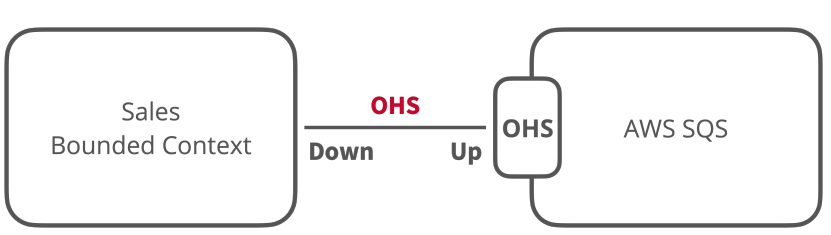 Sales
Bounded Context
OHS
Down
Up
OHS
AWS SQS